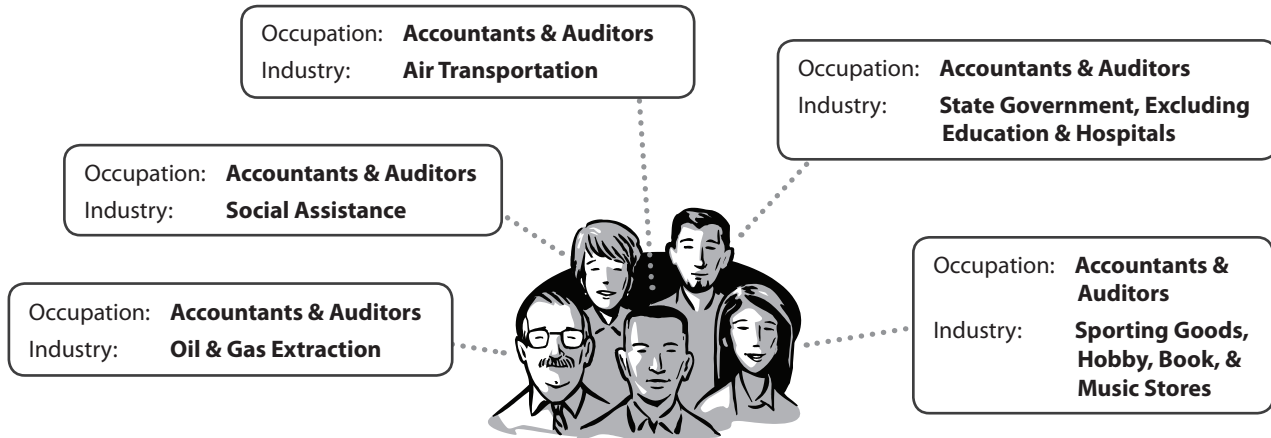 Occupation: Accountants & Auditors
Industry: Air Transportation
Occupation: Accountants & Auditors
Industry: State Government, Excluding
Education & Hospitals
Occupation: Accountants & Auditors
Industry: Social Assistance
Occupation: Accountants &
Auditors
Industry: Sporting Goods,
Hobby, Book, &
Music Stores
Occupation: Accountants & Auditors
Industry: Oil & Gas Extraction